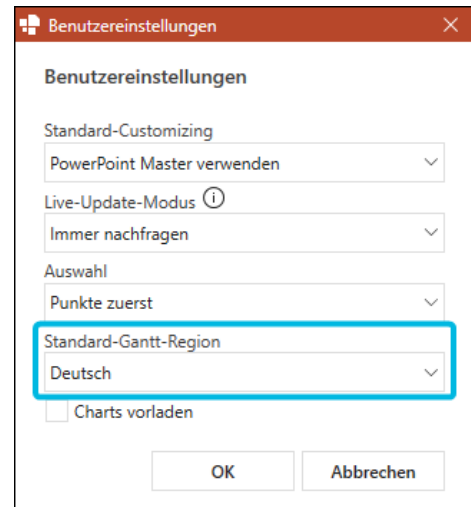 Benutzereinstellungen
Benutzereinstellungen
Standard-Customizing
PowerPoint Master verwenden
Live-Update-Modus
Immer nachfragen
Auswahl
Punkte zuerst
Standard-Gantt-Region
Deutsch
Charts vorladen
OK Abbrechen